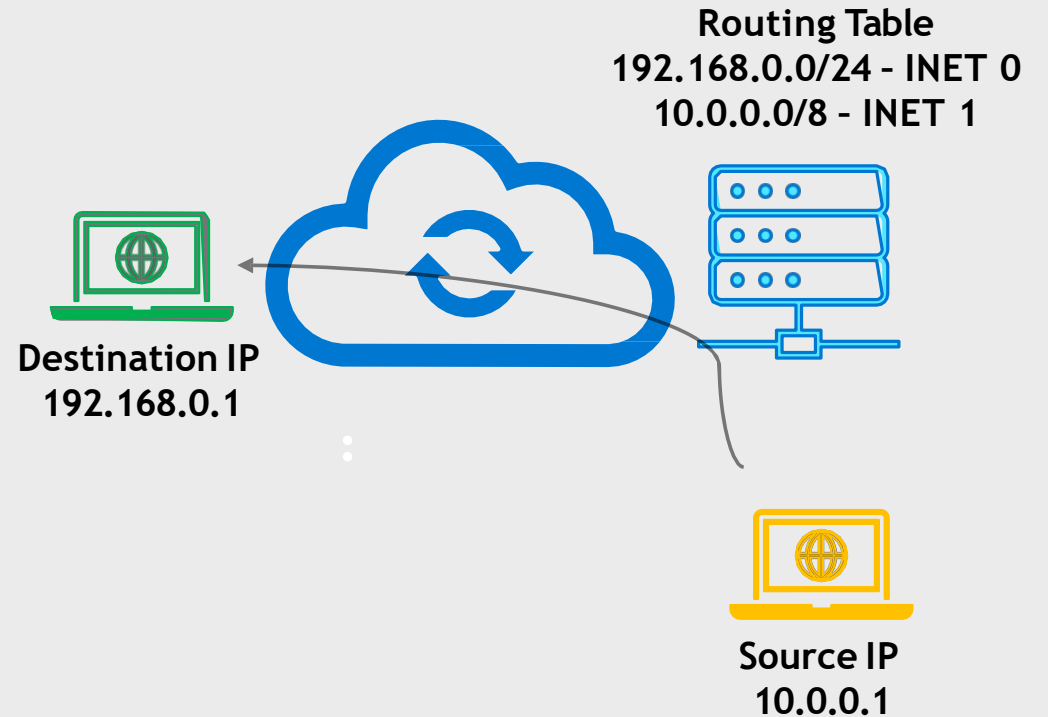 Routing Table
192.168.0.0/24 – INET 0
10.0.0.0/8 – INET 1
Destination IP
192.168.0.1
:
Source IP
10.0.0.1